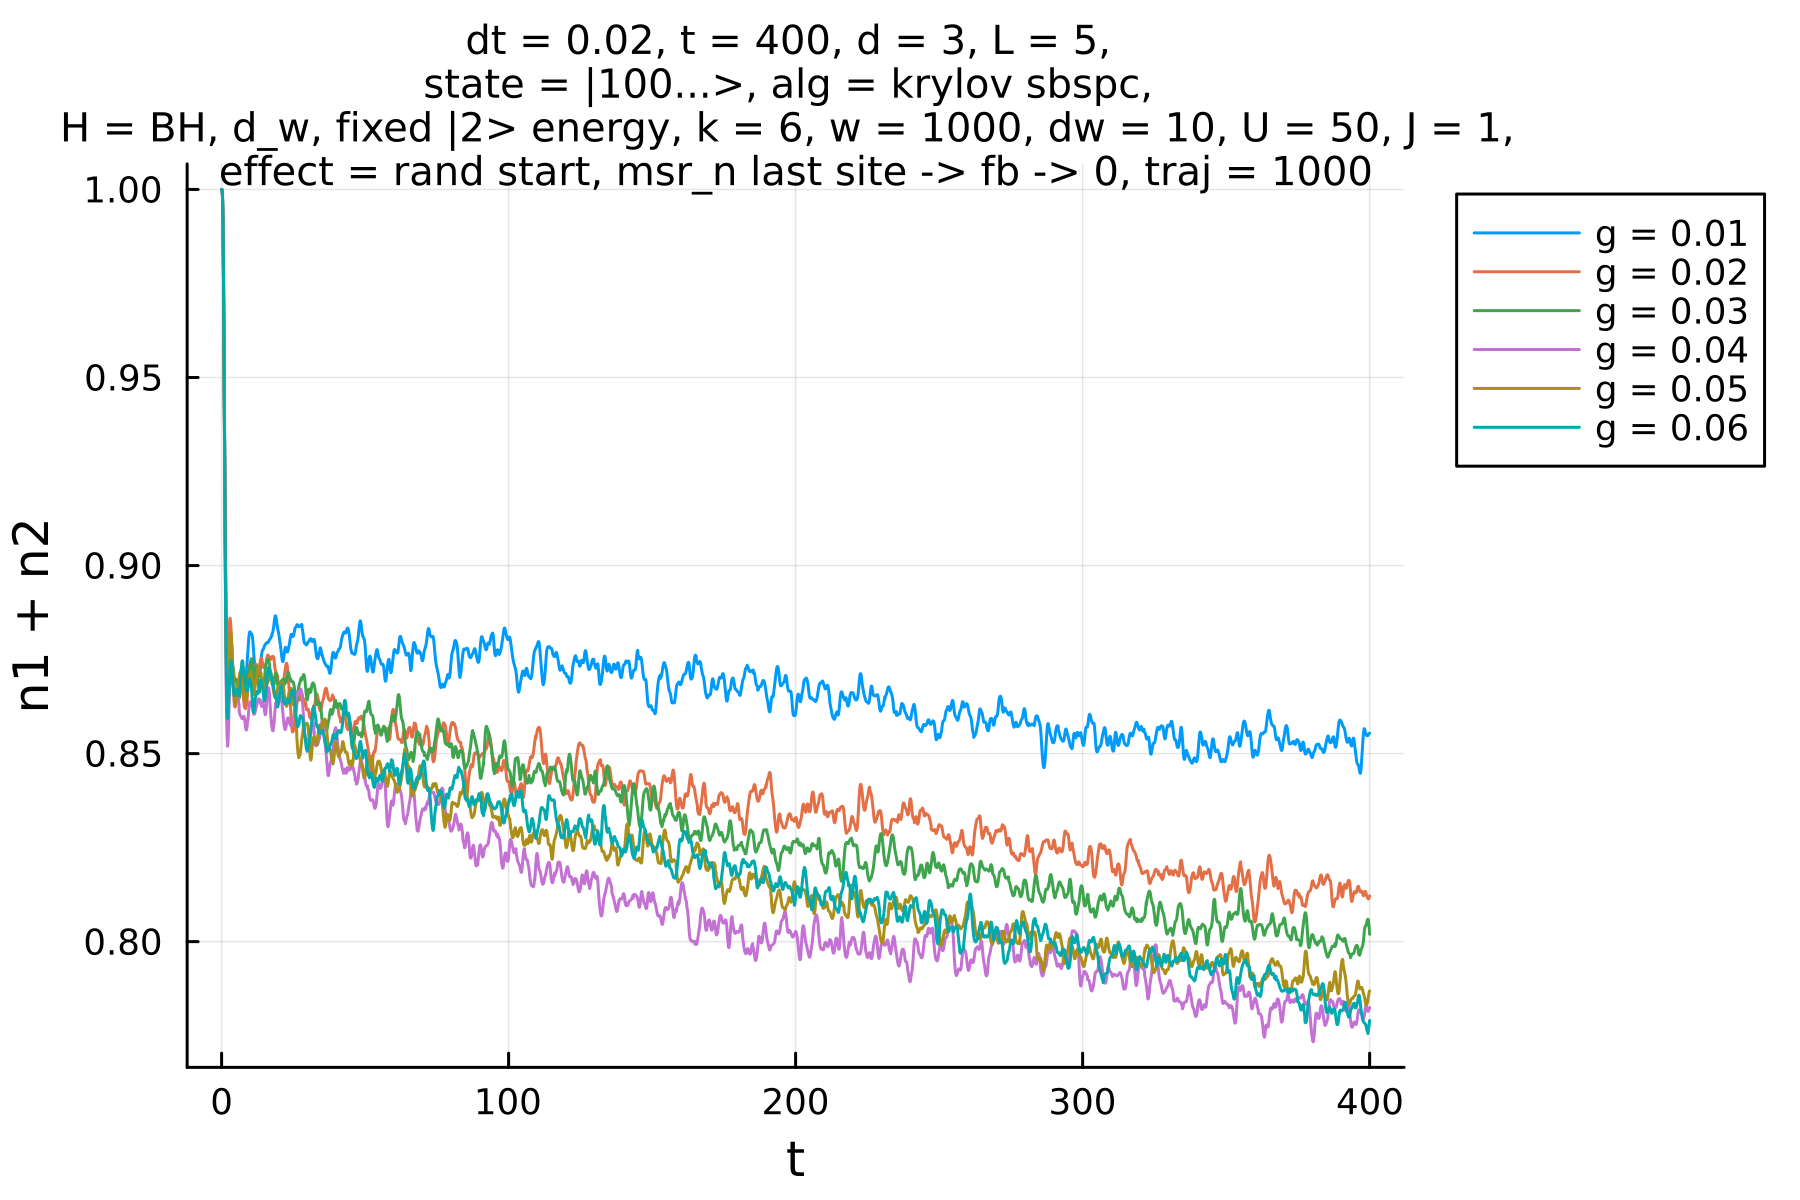 dt = 0.02, t = 400, d = 3, L = 5,
state = |100...>, alg = krylov sbspc,
H = BH, d_w, fixed |2> energy, k = 6, w = 1000, dw = 10, U = 50, J = 1,
effect = rand start, msr_n last site -> fb -> 0, traj = 1000
1.00
0.95
0.90
0.85
0.80
n1 + n2
0
100
200
300
400
t
g = 0.01
g = 0.02
g = 0.03
g = 0.04
g = 0.05
g = 0.06